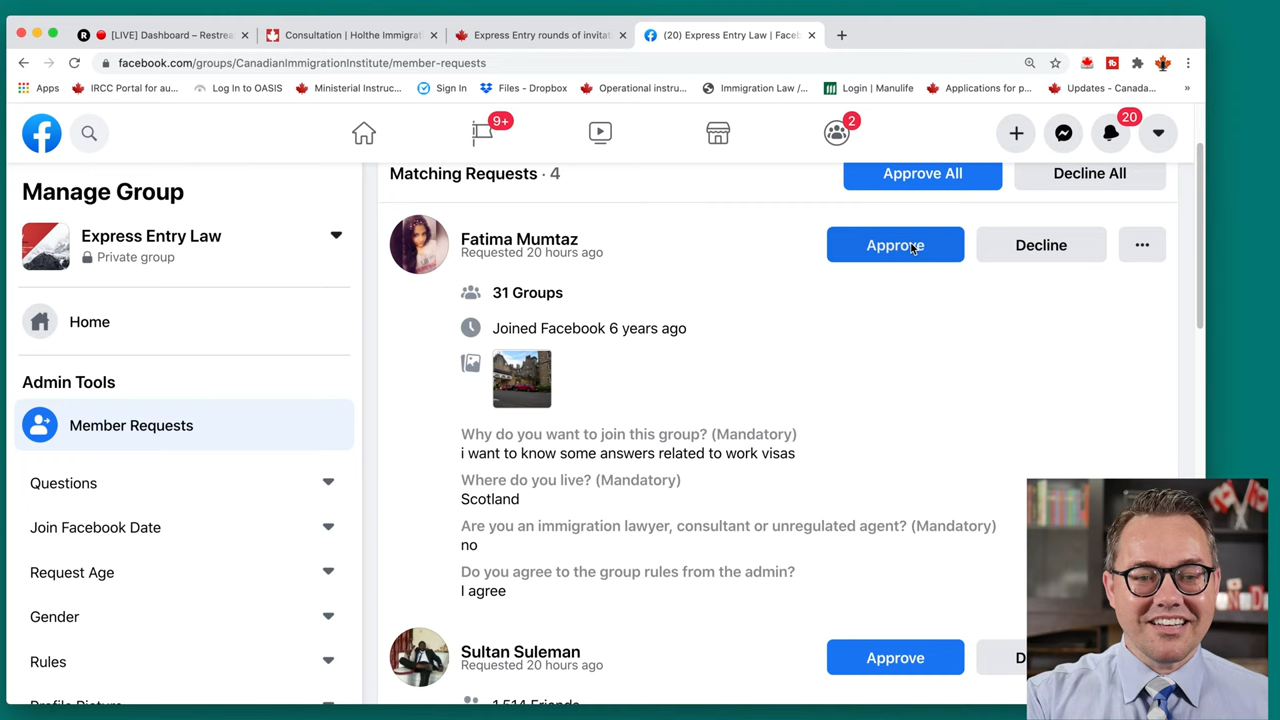 [LIVE] Dashboard – Restrea
Consultation | Holthe Immigrat
Express Entry rounds of invitat
(20) Express Entry Law | Faceb
facebook.com/groups/CanadianImmigrationInstitute/member-requests
Apps
IRCC Portal for au...
Log In to OASIS
Ministerial Instruc...
Sign In
Files - Dropbox
Operational instru...
Immigration Law /...
Login | Manulife
Applications for p...
Updates - Canada...
»
9+
2
20
Manage Group
Express Entry Law
Private group
Home
Admin Tools
Member Requests
Questions
Join Facebook Date
Request Age
Gender
Rules
Matching Requests · 4
Approve All
Decline All
Fatima Mumtaz
Requested 20 hours ago
Approve
Decline
31 Groups
Joined Facebook 6 years ago
Why do you want to join this group? (Mandatory)
i want to know some answers related to work visas
Where do you live? (Mandatory)
Scotland
Are you an immigration lawyer, consultant or unregulated agent? (Mandatory)
no
Do you agree to the group rules from the admin?
I agree
Sultan Suleman
Requested 20 hours ago
Approve
D